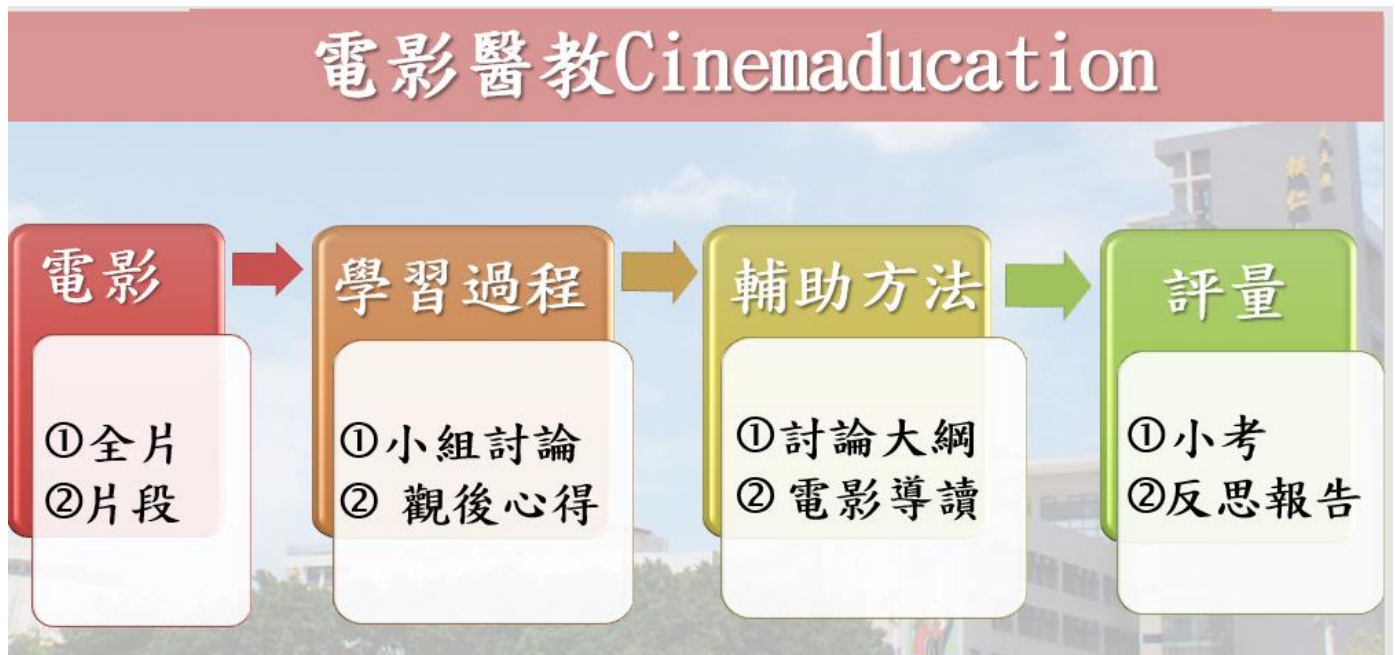 電影醫教Cinemaducation
電影
①全片
②片段
學習過程
①小組討論
② 觀後心得
輔助方法
①討論大綱
②電影導讀
評量
①小考
②反思報告
輔仁